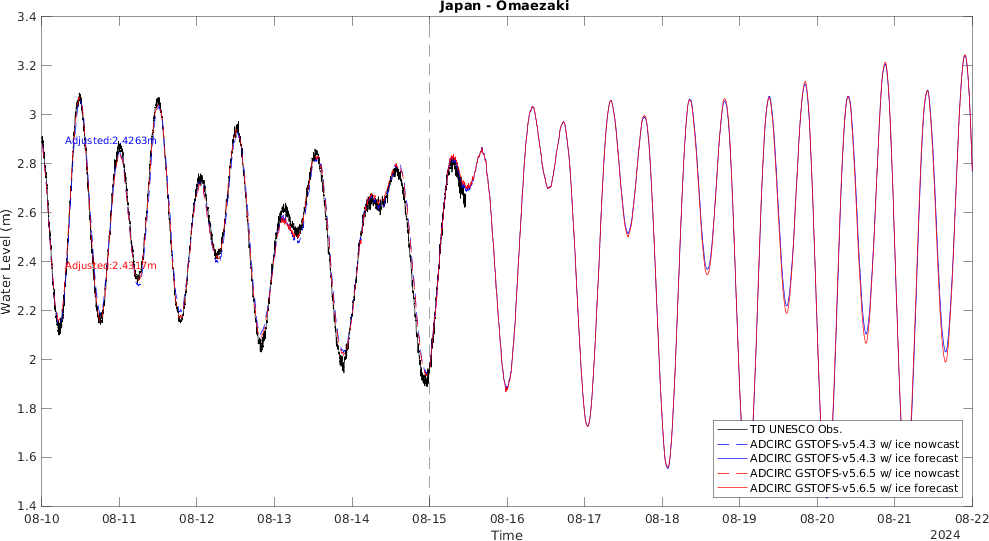 Japan - Omaezaki
Water Level (m)
3.4
3.2
3
2.8
2.6
2.4
2.2
2
1.8
1.6
1.4
Adjusted:2.4263m
Adjusted:2.4317m
TD UNESCO Obs.
ADCIRC GSTOFS-v5.4.3 w/ ice nowcast
ADCIRC GSTOFS-v5.4.3 w/ ice forecast
ADCIRC GSTOFS-v5.6.5 w/ ice nowcast
ADCIRC GSTOFS-v5.6.5 w/ ice forecast
08-10 08-11 08-12 08-13 08-14 08-15 08-16 08-17 08-18 08-19 08-20 08-21 08-22
Time
2024